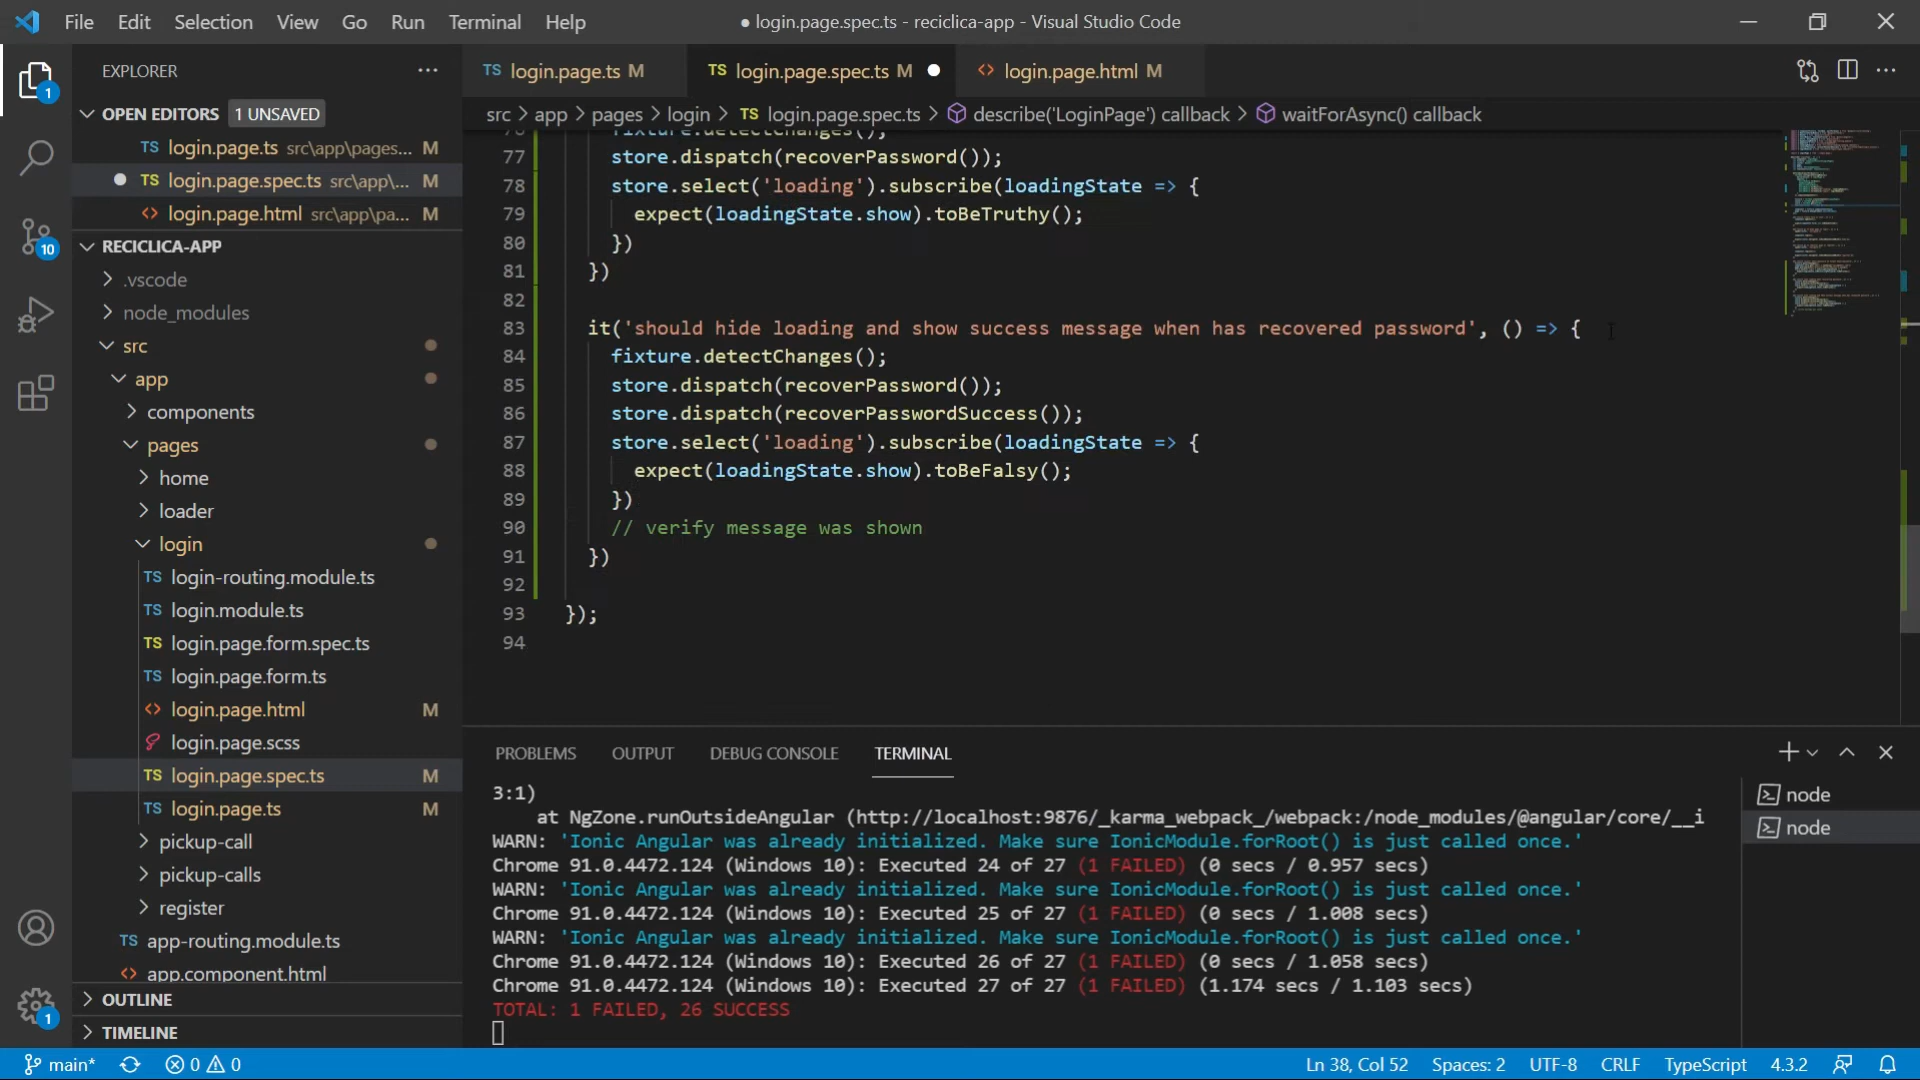 File Edit Selection View Go Run Terminal Help
● login.page.spec.ts - reciclica-app - Visual Studio Code
EXPLORER
OPEN EDITORS 1 UNSAVED
TS login.page.ts src\app\pages... M
TS login.page.spec.ts src\app\... M
<> login.page.html src\app\pa... M
RECICLICA-APP
.vscode
node_modules
src
app
components
pages
home
loader
login
TS login-routing.module.ts
TS login.module.ts
TS login.page.form.spec.ts
TS login.page.form.ts
<> login.page.html M
login.page.scss
TS login.page.spec.ts M
TS login.page.ts M
pickup-call
pickup-calls
register
TS app-routing.module.ts
<> app.component.html
OUTLINE
TIMELINE
1
10
1
TS login.page.ts M
TS login.page.spec.ts M
<> login.page.html M
src > app > pages > login > TS login.page.spec.ts > describe('LoginPage') callback > waitForAsync() callback
76 fixture.detectChanges();
77 store.dispatch(recoverPassword());
78 store.select('loading').subscribe(loadingState => {
79 expect(loadingState.show).toBeTruthy();
80 })
81 })
82
83 it('should hide loading and show success message when has recovered password', () => {
84 fixture.detectChanges();
85 store.dispatch(recoverPassword());
86 store.dispatch(recoverPasswordSuccess());
87 store.select('loading').subscribe(loadingState => {
88 expect(loadingState.show).toBeFalsy();
89 })
90 // verify message was shown
91 })
92
93 });
94
PROBLEMS OUTPUT DEBUG CONSOLE TERMINAL
3:1)
at NgZone.runOutsideAngular (http://localhost:9876/_karma_webpack_/webpack:/node_modules/@angular/core/__i
WARN: 'Ionic Angular was already initialized. Make sure IonicModule.forRoot() is just called once.'
Chrome 91.0.4472.124 (Windows 10): Executed 24 of 27 (1 FAILED) (0 secs / 0.957 secs)
WARN: 'Ionic Angular was already initialized. Make sure IonicModule.forRoot() is just called once.'
Chrome 91.0.4472.124 (Windows 10): Executed 25 of 27 (1 FAILED) (0 secs / 1.008 secs)
WARN: 'Ionic Angular was already initialized. Make sure IonicModule.forRoot() is just called once.'
Chrome 91.0.4472.124 (Windows 10): Executed 26 of 27 (1 FAILED) (0 secs / 1.058 secs)
Chrome 91.0.4472.124 (Windows 10): Executed 27 of 27 (1 FAILED) (1.174 secs / 1.103 secs)
TOTAL: 1 FAILED, 26 SUCCESS
node
node
main* 0 0
Ln 38, Col 52 Spaces: 2 UTF-8 CRLF TypeScript 4.3.2